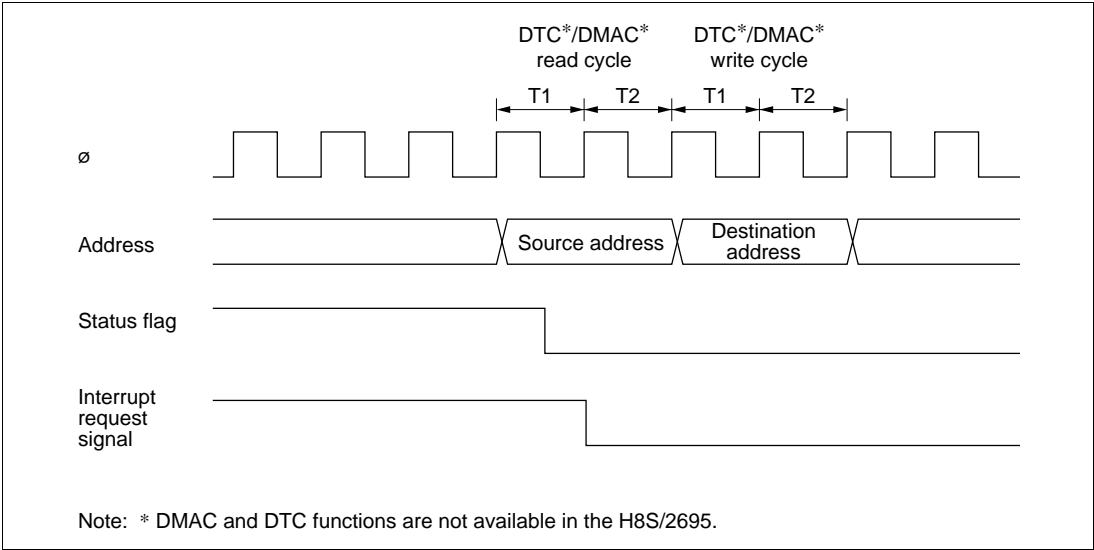 DTC*/DMAC* DTC*/DMAC*
read cycle write cycle
T1 T2 T1 T2
ø
Address Source address Destination
address
Status flag
Interrupt
request
signal
Note: * DMAC and DTC functions are not available in the H8S/2695.